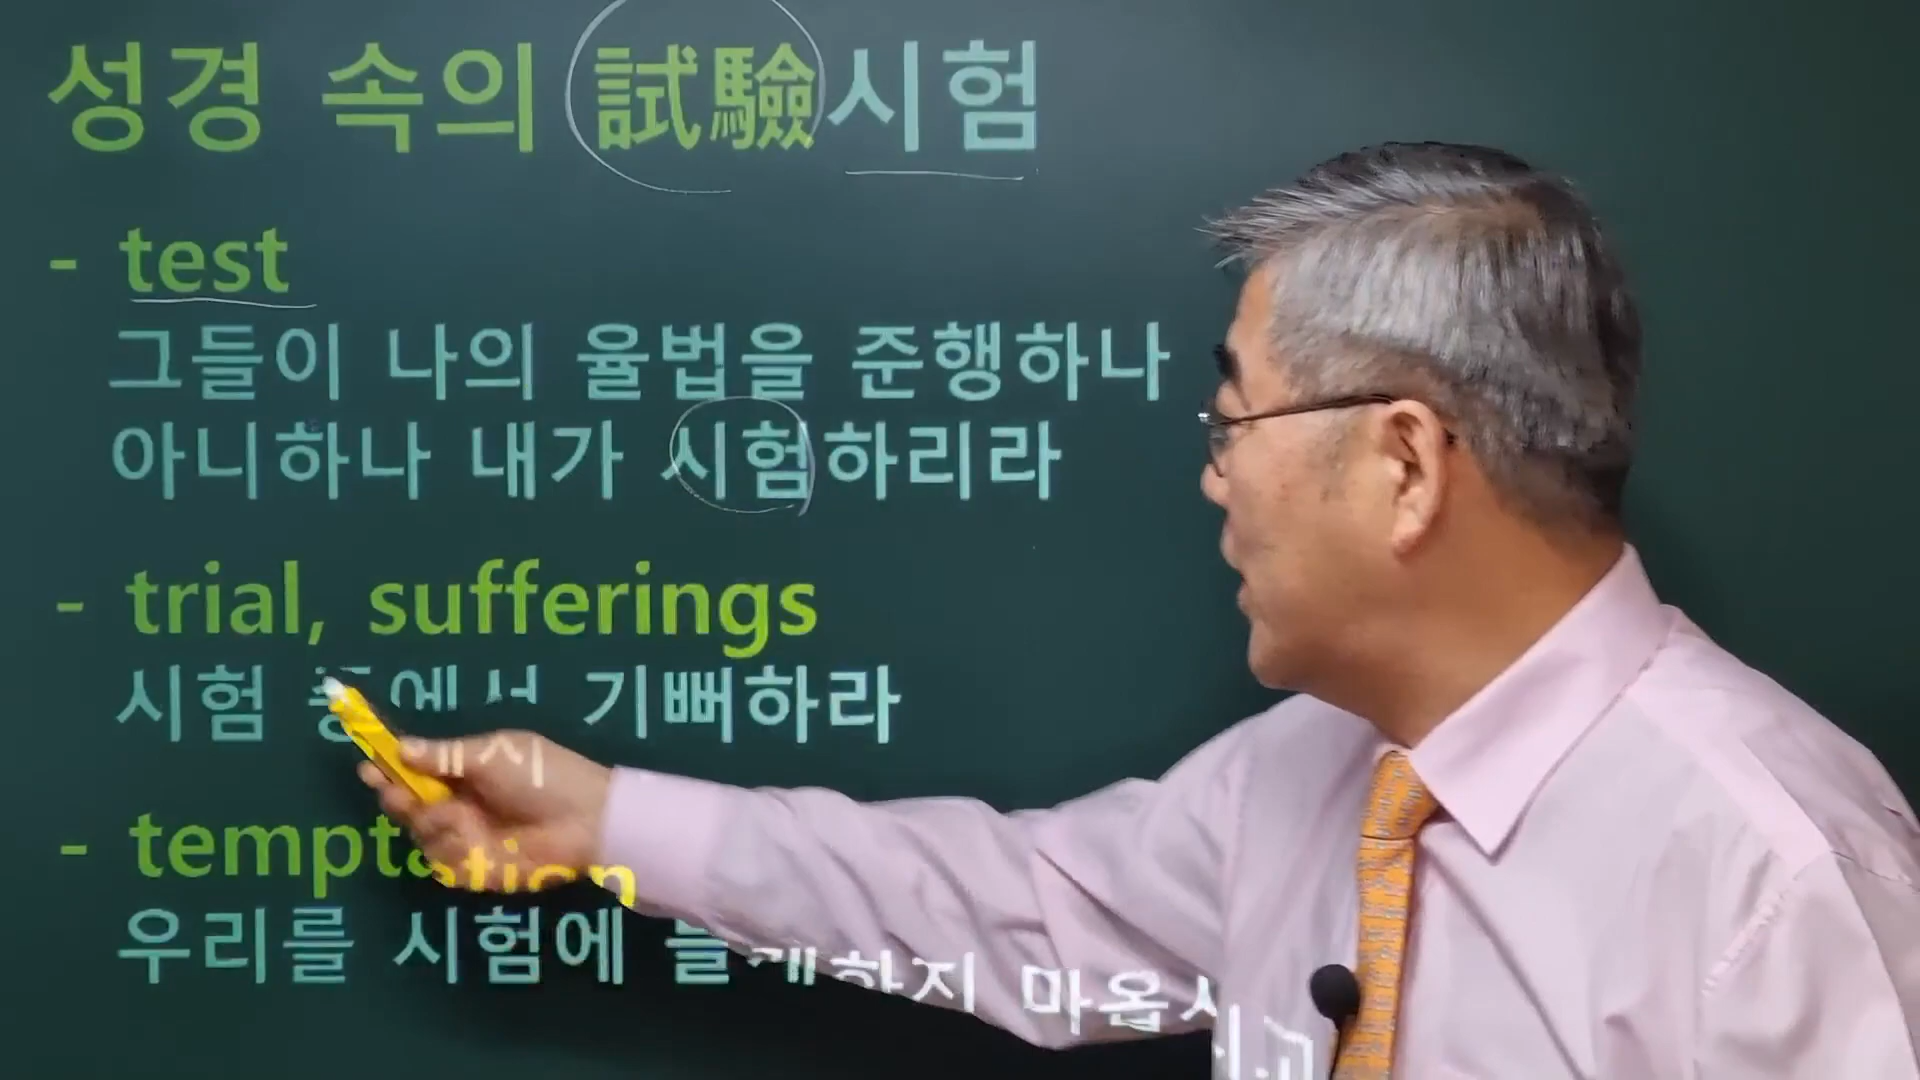 성경 속의 試驗시험
- test
그들이 나의 율법을 준행하나
아니하나 내가 시험하리라
- trial, sufferings
시험 중에서 기뻐하라
- temptation
우리를 시험에 들게하지 마옵시고